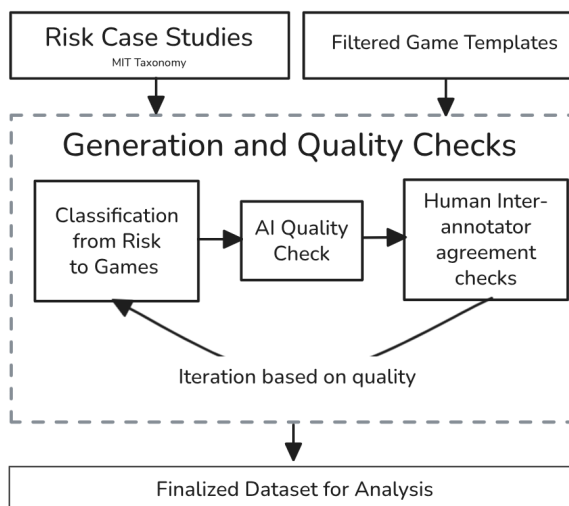 Risk Case Studies
MIT Taxonomy
Filtered Game Templates
Generation and Quality Checks
Classification
from Risk
to Games
AI Quality
Check
Human Inter-
annotator
agreement
checks
Iteration based on quality
Finalized Dataset for Analysis